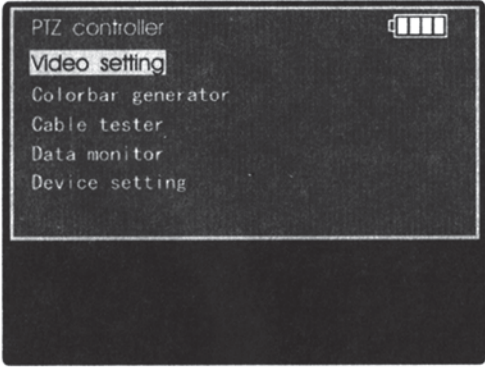 PTZ controller
Video setting
Colorbar generator
Cable tester
Data monitor
Device setting